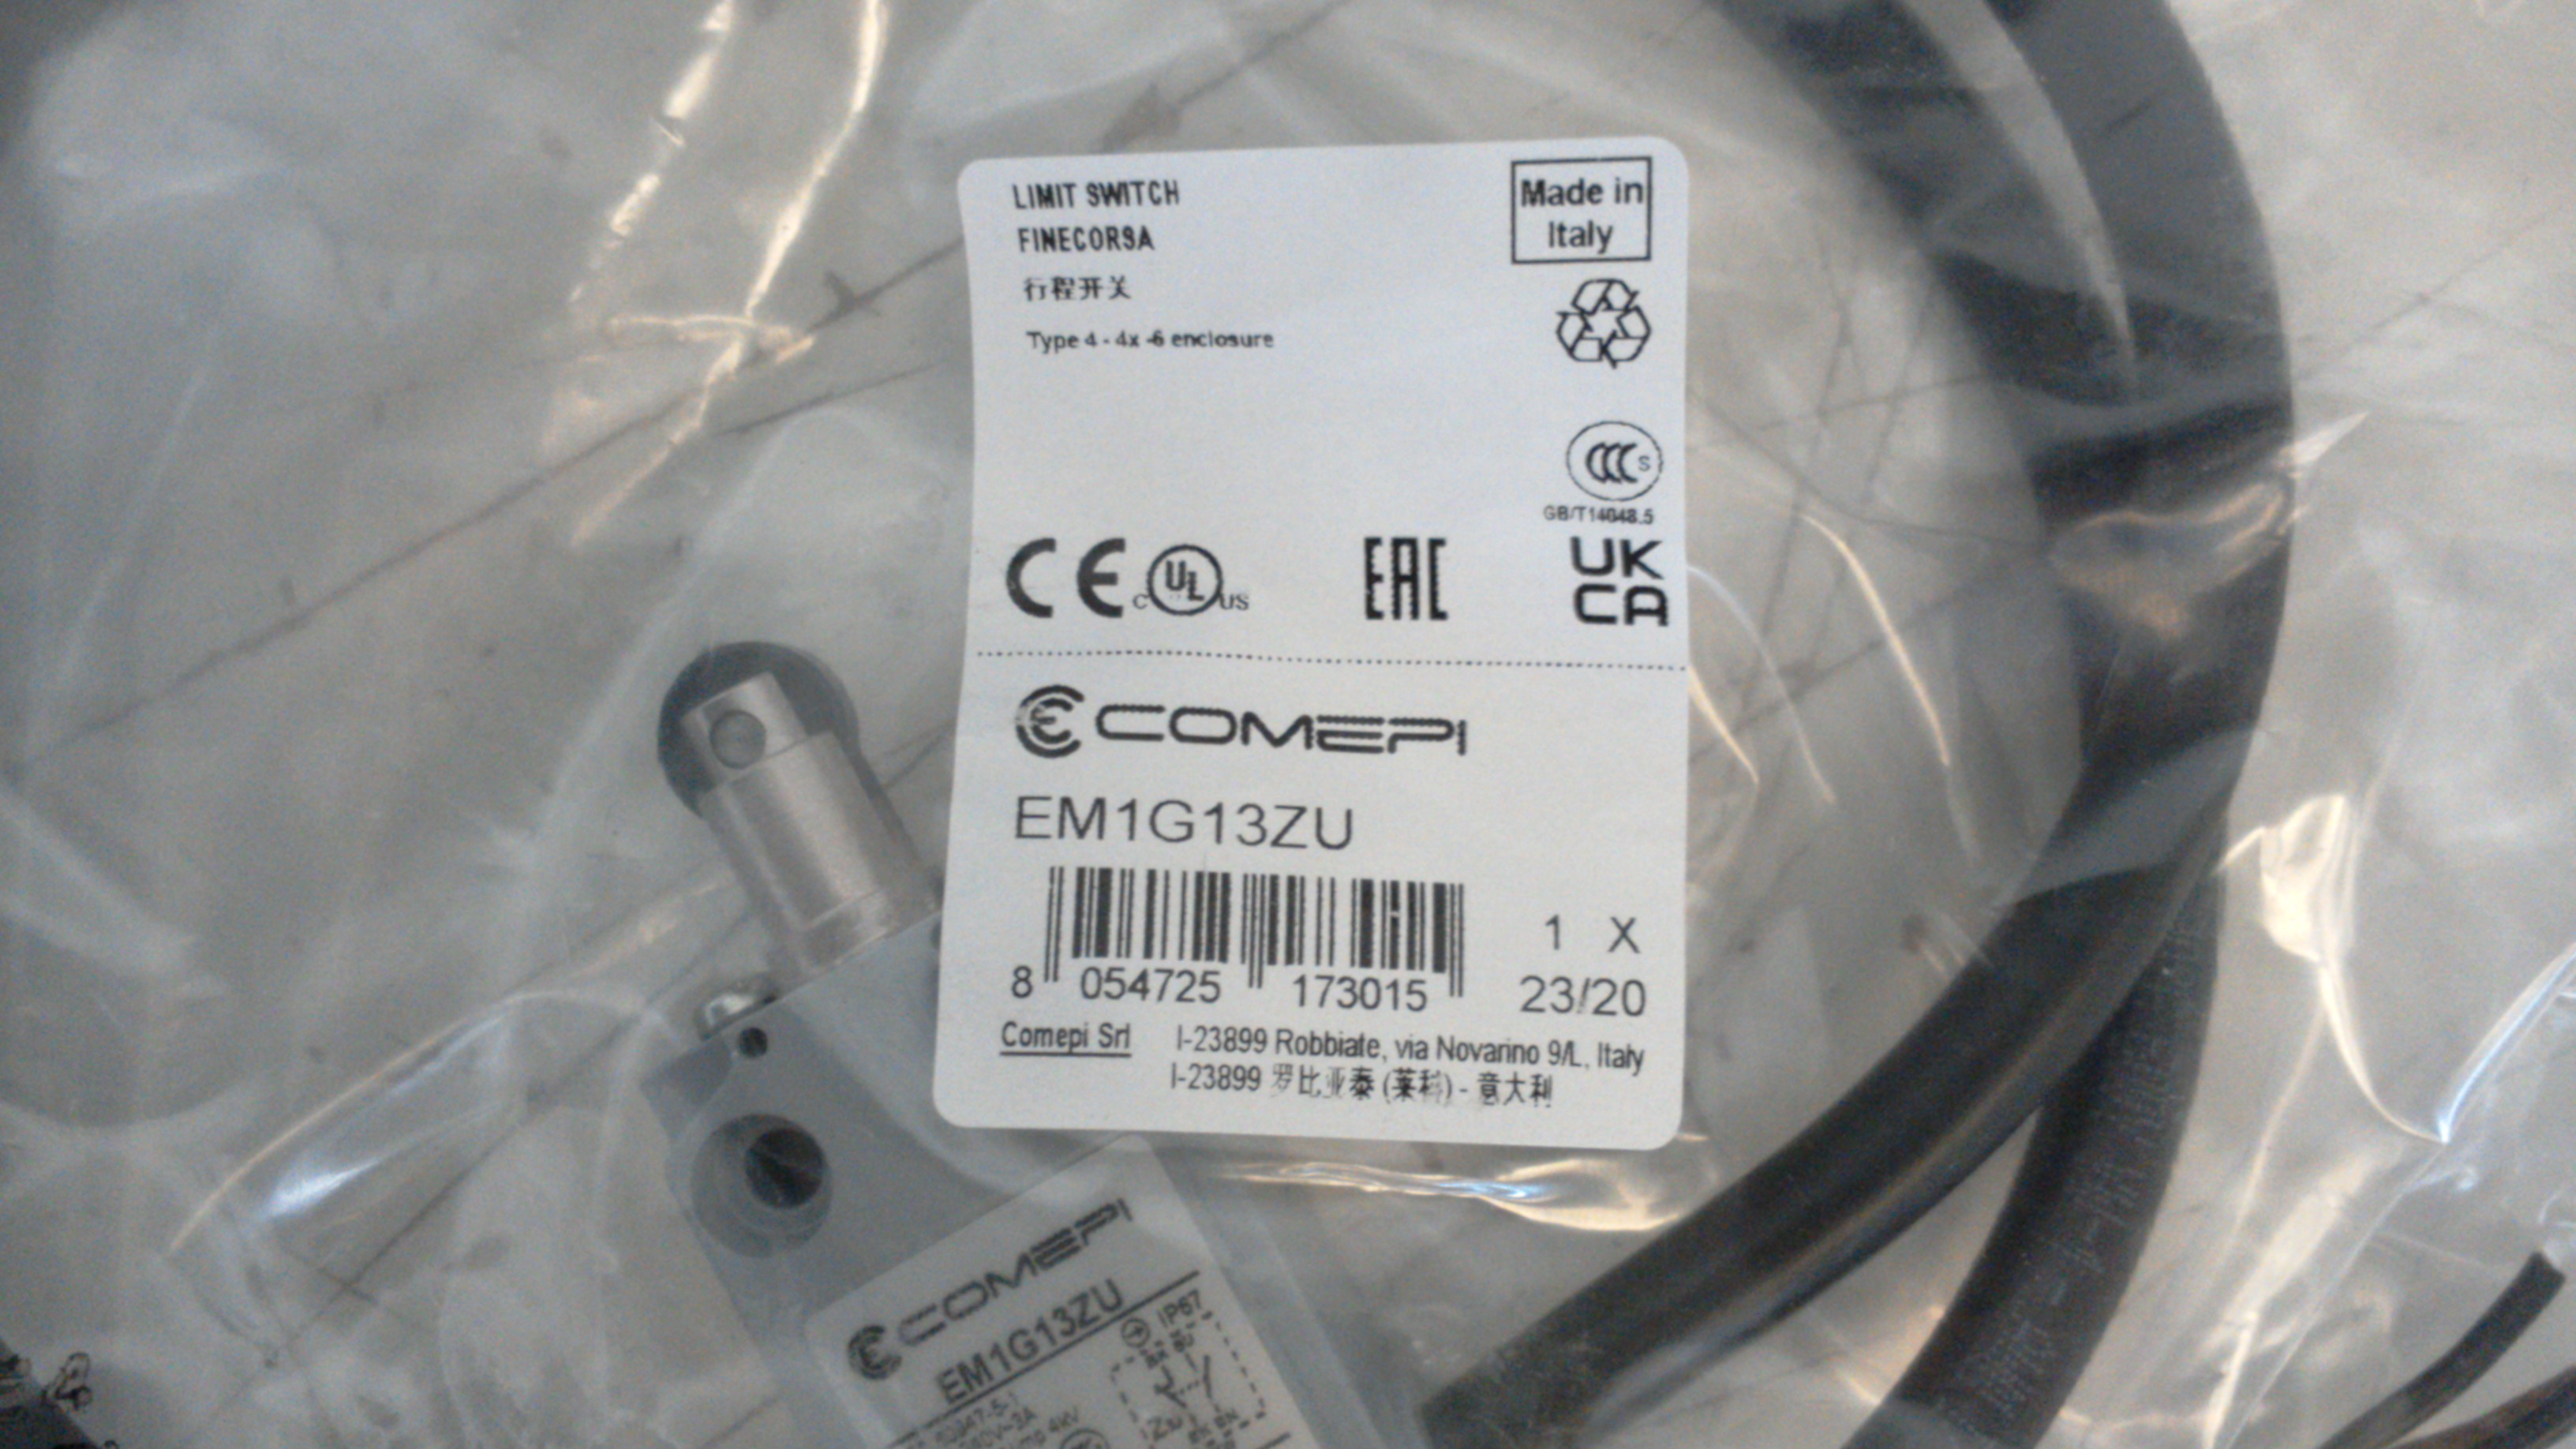 LIMIT SWITCH
FINECORSA
行程开关
Type 4 - 4x -6 enclosure
Made in
Italy
CCC S
GB/T14048.5
CE
c UL US
EAC
UK
CA
COMEPI
EM1G13ZU
8 054725 173015
1 X
23/20
Comepi Srl I-23899 Robbiate, via Novarino 9/L, Italy
I-23899 罗比亚泰 (莱科) - 意大利
COMEPI
EM1G13ZU
IP67